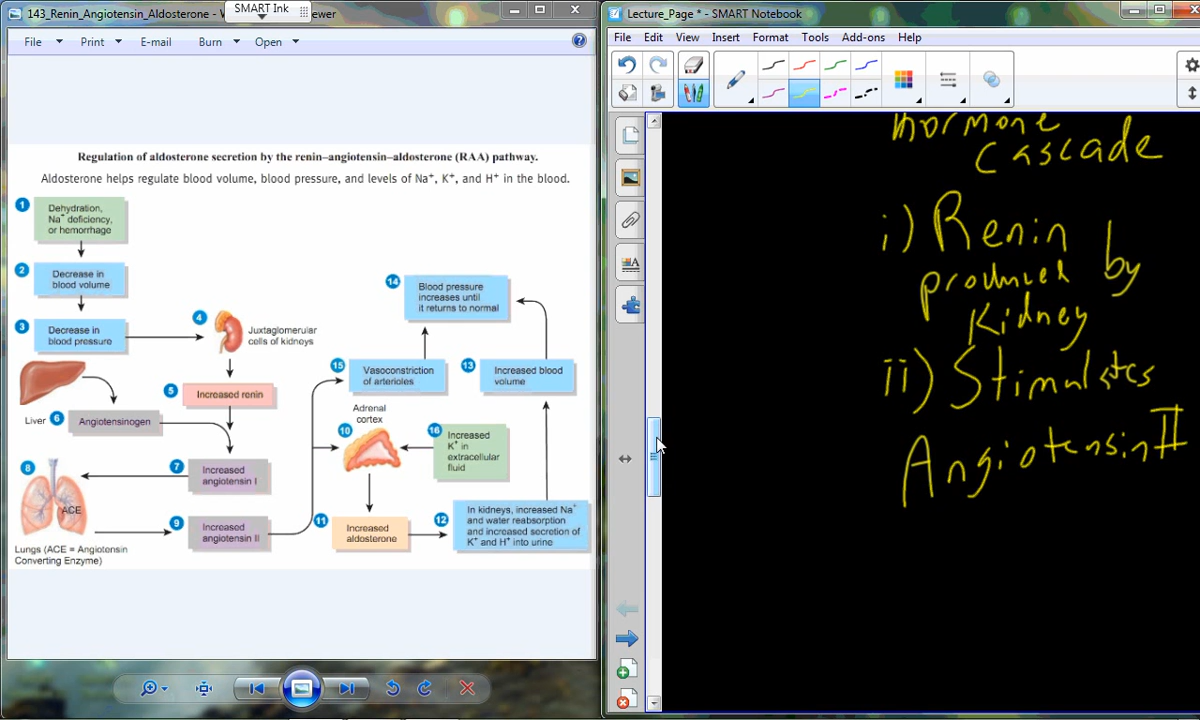 143_Renin_Angiotensin_Aldosterone - W
SMART Ink
ewer
File Print E-mail Burn Open
Regulation of aldosterone secretion by the renin–angiotensin–aldosterone (RAA) pathway.
Aldosterone helps regulate blood volume, blood pressure, and levels of Na⁺, K⁺, and H⁺ in the blood.
1
Dehydration,
Na⁺ deficiency,
or hemorrhage
2
Decrease in
blood volume
3
Decrease in
blood pressure
4
Juxtaglomerular
cells of kidneys
5
Increased renin
Liver
6
Angiotensinogen
7
Increased
angiotensin I
8
ACE
Lungs (ACE = Angiotensin
Converting Enzyme)
9
Increased
angiotensin II
Adrenal
cortex
10
11
Increased
aldosterone
12
In kidneys, increased Na⁺
and water reabsorption
and increased secretion of
K⁺ and H⁺ into urine
13
Increased blood
volume
14
Blood pressure
increases until
it returns to normal
15
Vasoconstriction
of arterioles
16
Increased
K⁺ in
extracellular
fluid
Lecture_Page * - SMART Notebook
File Edit View Insert Format Tools Add-ons Help
hormone
cascade
i) Renin
produced by
Kidney
ii) Stimulates
Angiotensin II